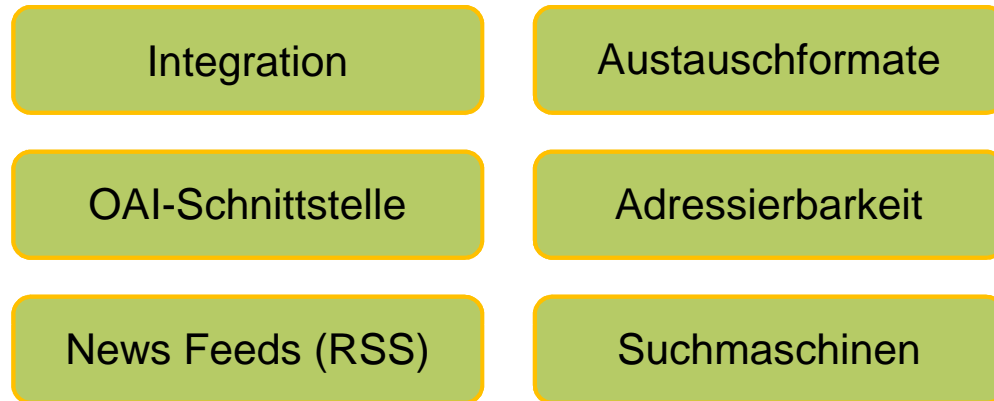 Integration
Austauschformate
OAI-Schnittstelle
Adressierbarkeit
News Feeds (RSS)
Suchmaschinen